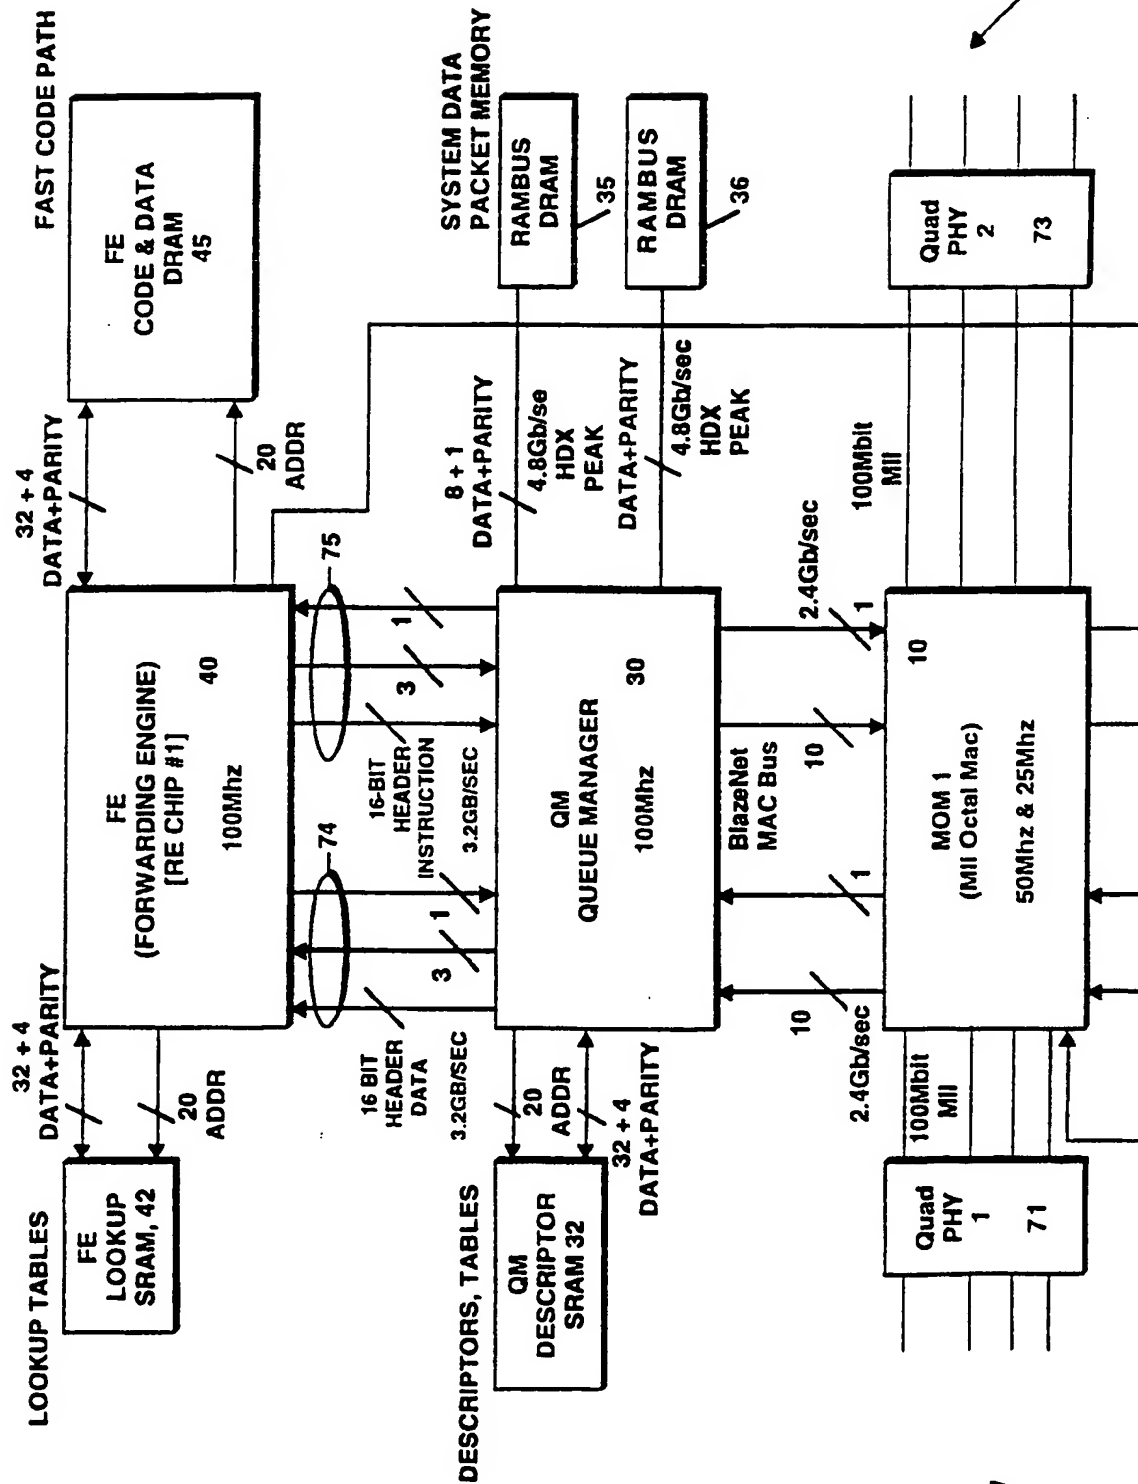 LOOKUP TABLES
FE
LOOKUP
SRAM, 42
32 + 4
DATA+PARITY
20
ADDR
FE
(FORWARDING ENGINE)
[RE CHIP #1]
40
100Mhz
32 + 4
DATA+PARITY
20
ADDR
FAST CODE PATH
FE
CODE & DATA
DRAM
45
16 BIT
HEADER
DATA
3.2GB/SEC
3
1
74
16-BIT
HEADER
INSTRUCTION
3.2GB/SEC
3
1
75
DESCRIPTORS, TABLES
QM
DESCRIPTOR
SRAM 32
20
ADDR
32 + 4
DATA+PARITY
QM
QUEUE MANAGER
30
100Mhz
8 + 1
DATA+PARITY
4.8Gb/se
HDX
PEAK
DATA+PARITY
4.8Gb/sec
HDX
PEAK
SYSTEM DATA
PACKET MEMORY
RAMBUS
DRAM
35
RAMBUS
DRAM
36
10
2.4Gb/sec
1
BlazeNet
MAC Bus
10
2.4Gb/sec
1
Quad
PHY
1
71
100Mbit
MII
MOM 1
(MII Octal Mac)
10
50Mhz & 25Mhz
100Mbit
MII
Quad
PHY
2
73